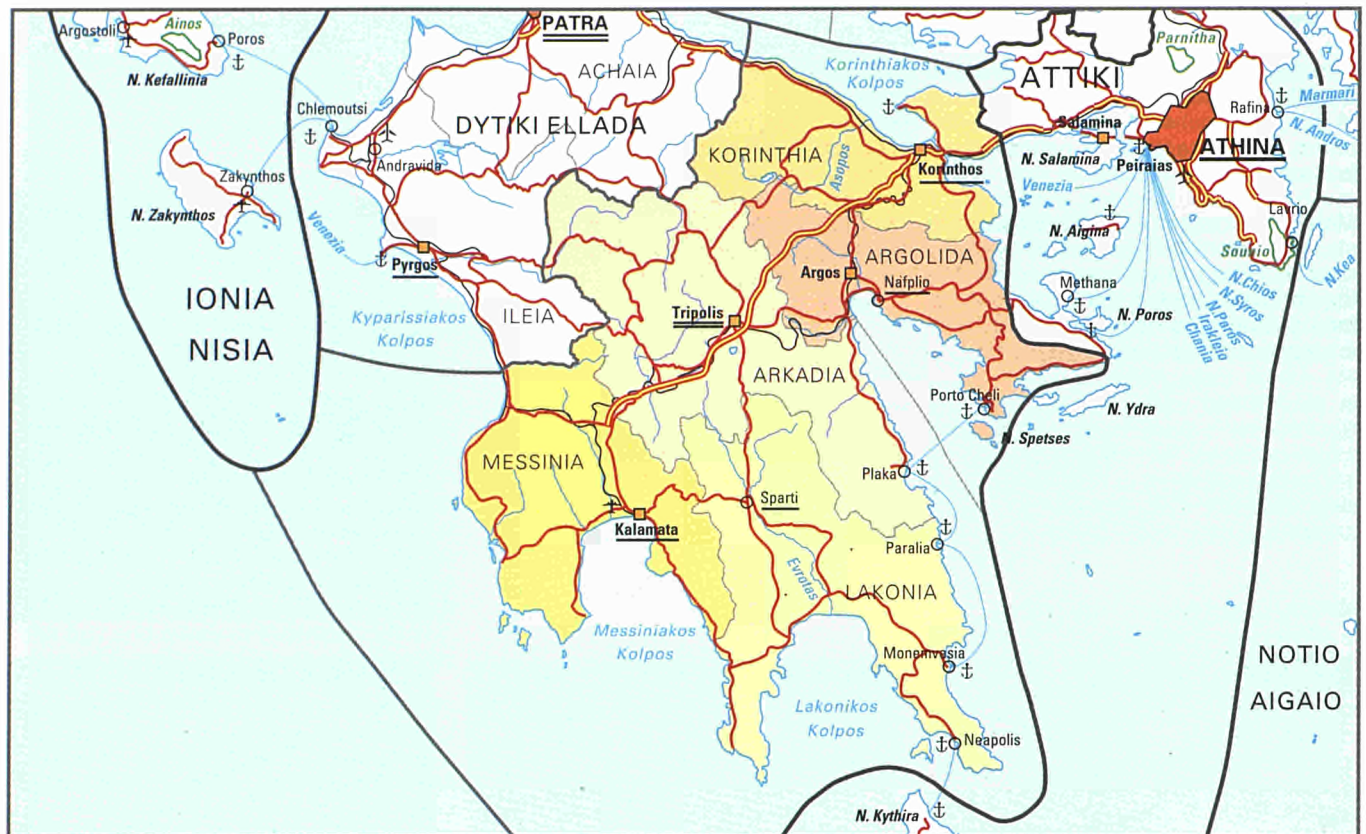 PATRA
Argostoli
Ainos
Poros
N. Kefallinia
ACHAIA
Korinthiakos
Kolpos
ATTIKI
Parnitha
Marmari
Rafina
N. Andros
Chlemoutsi
DYTIKI ELLADA
Andravida
KORINTHIA
Asopos
Korinthos
Salamina
N. Salamina
Peiraias
ATHINA
Zakynthos
N. Zakynthos
Venezia
Venezia
Lavrio
N. Aigina
Sounio
N.Kea
Pyrgos
ARGOLIDA
Argos
Nafplio
Methana
N. Poros
N.Chios
N.Syros
N.Paros
Irakleio
Chania
IONIA
NISIA
Kyparissiakos
Kolpos
ILEIA
Tripolis
ARKADIA
Porto Cheli
N. Ydra
N. Spetses
MESSINIA
Plaka
Sparti
Kalamata
Paralia
Evrotas
LAKONIA
Messiniakos
Kolpos
Monemvasia
NOTIO
AIGAIO
Lakonikos
Kolpos
Neapolis
N. Kythira